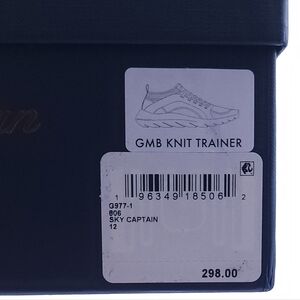 GMB KNIT TRAINER
1 96349 18506 2
G977-1
806
SKY CAPTAIN
12
298.00